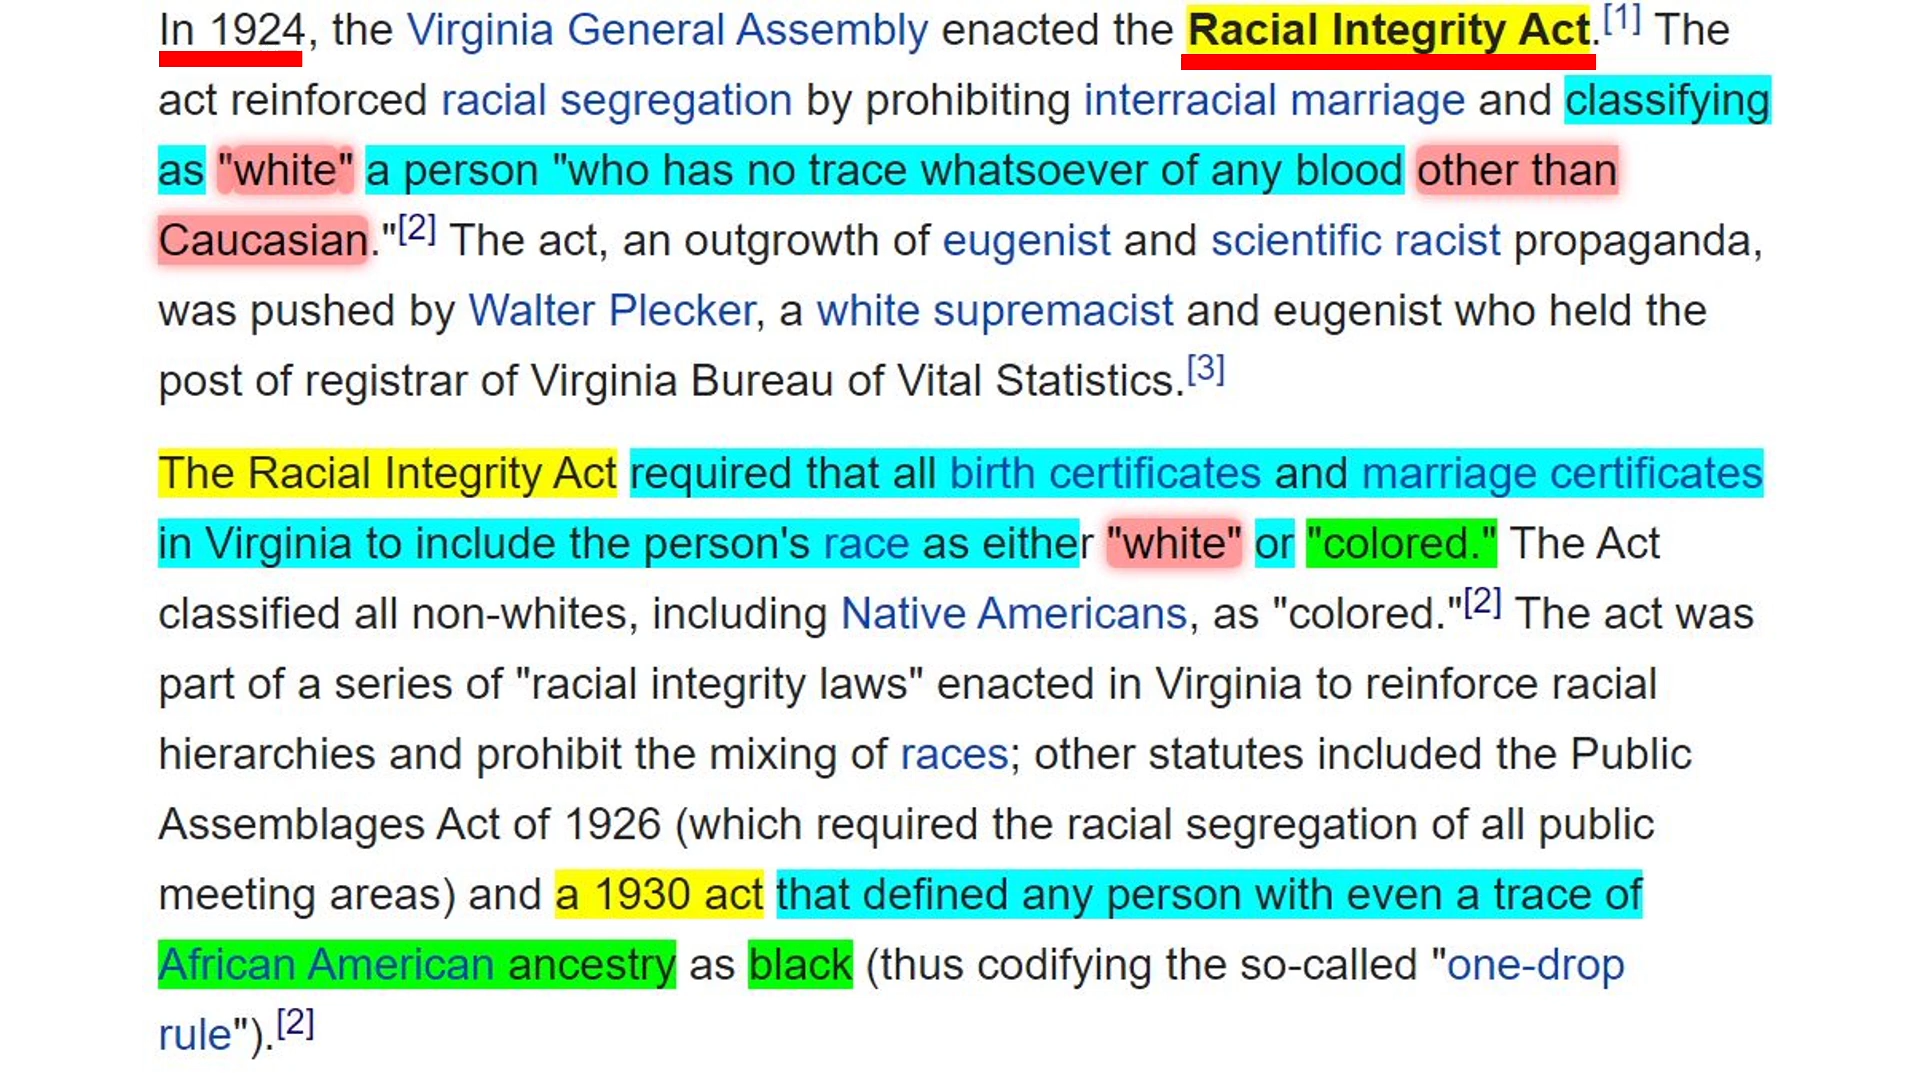 In 1924, the Virginia General Assembly enacted the Racial Integrity Act.[1] The
act reinforced racial segregation by prohibiting interracial marriage and classifying
as "white" a person "who has no trace whatsoever of any blood other than
Caucasian."[2] The act, an outgrowth of eugenist and scientific racist propaganda,
was pushed by Walter Plecker, a white supremacist and eugenist who held the
post of registrar of Virginia Bureau of Vital Statistics.[3]
The Racial Integrity Act required that all birth certificates and marriage certificates
in Virginia to include the person's race as either "white" or "colored." The Act
classified all non-whites, including Native Americans, as "colored."[2] The act was
part of a series of "racial integrity laws" enacted in Virginia to reinforce racial
hierarchies and prohibit the mixing of races; other statutes included the Public
Assemblages Act of 1926 (which required the racial segregation of all public
meeting areas) and a 1930 act that defined any person with even a trace of
African American ancestry as black (thus codifying the so-called "one-drop
rule").[2]